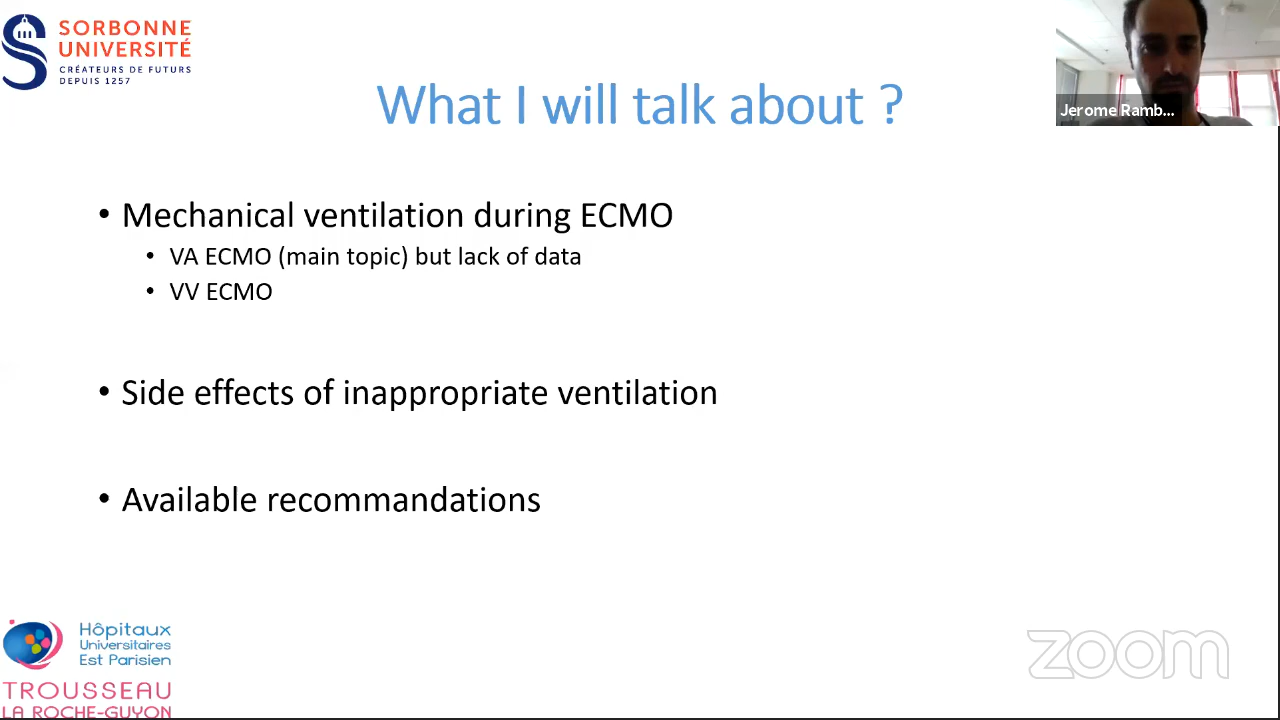 SORBONNE
UNIVERSITÉ
CRÉATEURS DE FUTURS
DEPUIS 1257
What I will talk about ?
Jerome Ramb...
• Mechanical ventilation during ECMO
• VA ECMO (main topic) but lack of data
• VV ECMO
• Side effects of inappropriate ventilation
• Available recommandations
Hôpitaux
Universitaires
Est Parisien
TROUSSEAU
LA ROCHE-GUYON
zoom